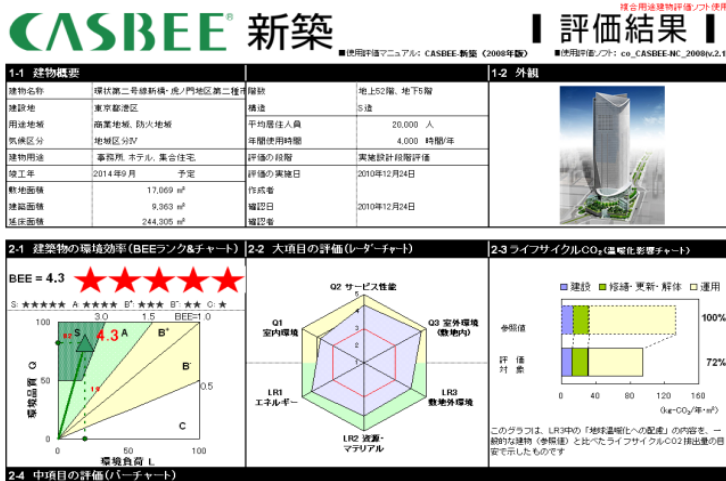 複合用途建物評価ソフト使用
CASBEE® 新築
評価結果
■使用評価マニュアル: CASBEE-新築 (2008年版)
■使用評価ソフト: co_CASBEE-NC_2008(v.2.1
1-1 建物概要
1-2 外観
建物名称 環状第二号線新橋・虎ノ門地区第二種市 階数 地上52階、地下5階
建設地 東京都港区 構造 S造
用途地域 商業地域、防火地域 平均居住人員 20,000 人
気候区分 地域区分Ⅳ 年間使用時間 4,000 時間/年
建物用途 事務所, ホテル, 集合住宅, 評価の段階 実施設計段階評価
竣工年 2014年9月 予定 評価の実施日 2010年12月24日
敷地面積 17,069 ㎡ 作成者
建築面積 9,363 ㎡ 確認日 2010年12月24日
延床面積 244,305 ㎡ 確認者
2-1 建築物の環境効率(BEEランク&チャート)
BEE = 4.3 ★★★★★
S: ★★★★★ A: ★★★★ B⁺: ★★★ B⁻: ★★ C: ★
3.0 1.5 BEE=1.0
100
S 4.3 A B⁺
環境品質 Q
50
1.9
B⁻
0.5
C
0
0 50 100
環境負荷 L
2-2 大項目の評価(レーダーチャート)
Q2 サービス性能
5
4
3
2
1
Q1 室内環境
Q3 室外環境 (敷地内)
LR1 エネルギー
LR3 敷地外環境
LR2 資源・マテリアル
2-3 ライフサイクルCO₂(温暖化影響チャート)
建設 修繕・更新・解体 運用
参照値 100%
評価対象 72%
0 40 80 120 160
(kg-CO₂/年・㎡)
このグラフは、LR3中の「地球温暖化への配慮」の内容を、一
般的な建物(参照値)と比べたライフサイクルCO2 排出量の目
安で示したものです
2-4 中項目の評価(バーチャート)